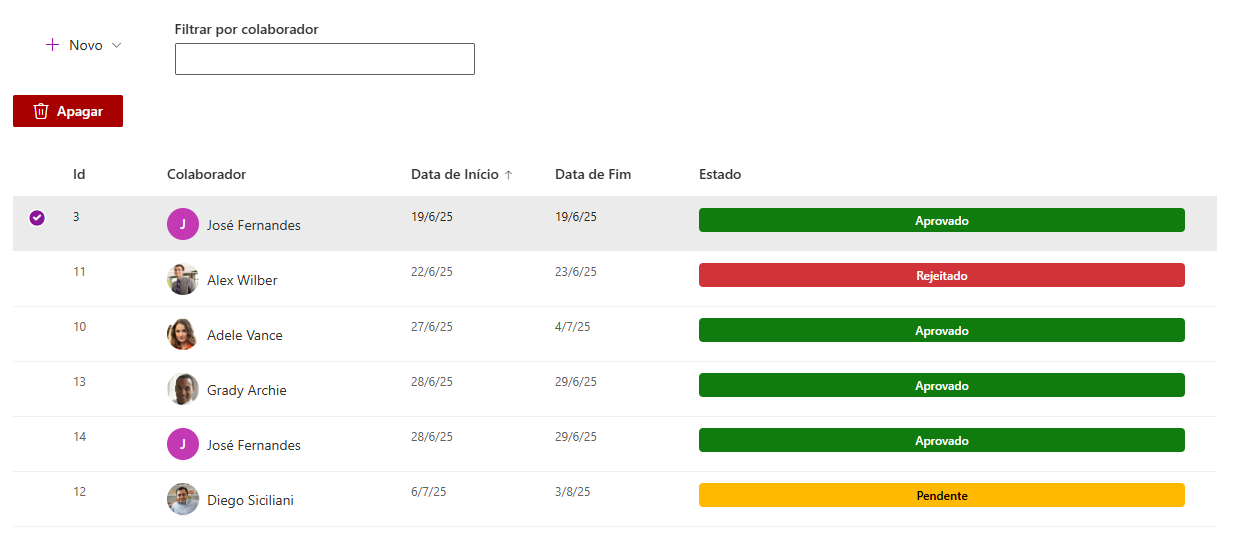 Filtrar por colaborador
Novo
Apagar
Id Colaborador Data de Início ↑ Data de Fim Estado
3 J José Fernandes 19/6/25 19/6/25 Aprovado
11 Alex Wilber 22/6/25 23/6/25 Rejeitado
10 Adele Vance 27/6/25 4/7/25 Aprovado
13 Grady Archie 28/6/25 29/6/25 Aprovado
14 J José Fernandes 28/6/25 29/6/25 Aprovado
12 Diego Siciliani 6/7/25 3/8/25 Pendente